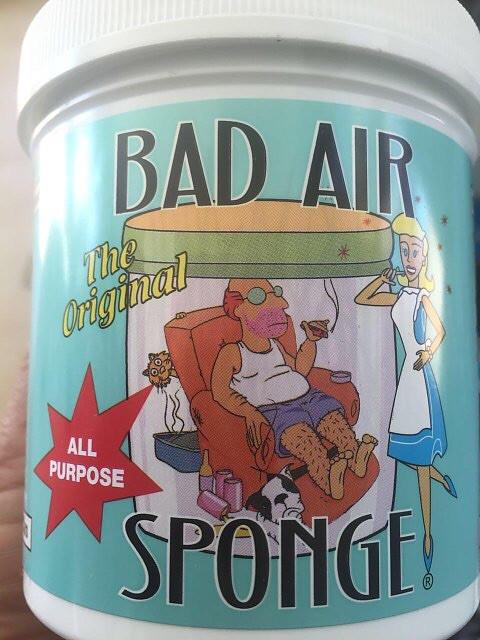 BAD AIR
The
Original
ALL
PURPOSE
SPONGE®